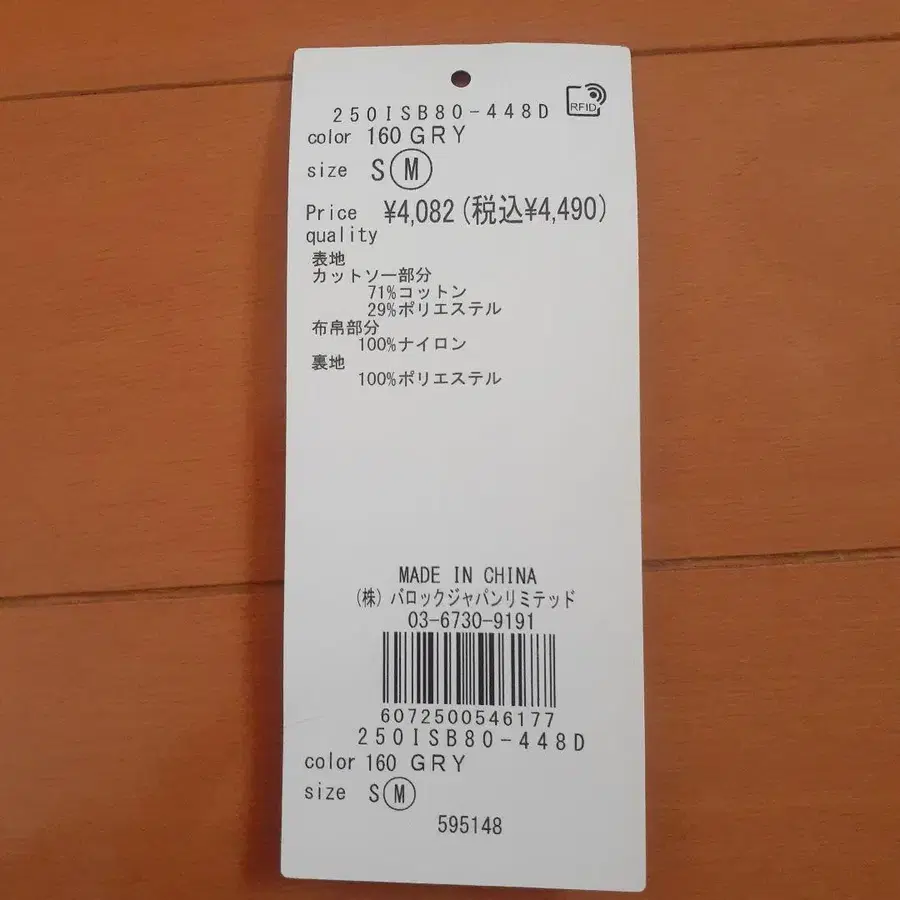 250ISB80-448D
RFID
color 160 GRY
size S M
Price ¥4,082(税込¥4,490)
quality
表地
カットソー部分
71%コットン
29%ポリエステル
布帛部分
100%ナイロン
裏地
100%ポリエステル
MADE IN CHINA
(株)バロックジャパンリミテッド
03-6730-9191
6072500546177
250ISB80-448D
color 160 GRY
size S M
595148